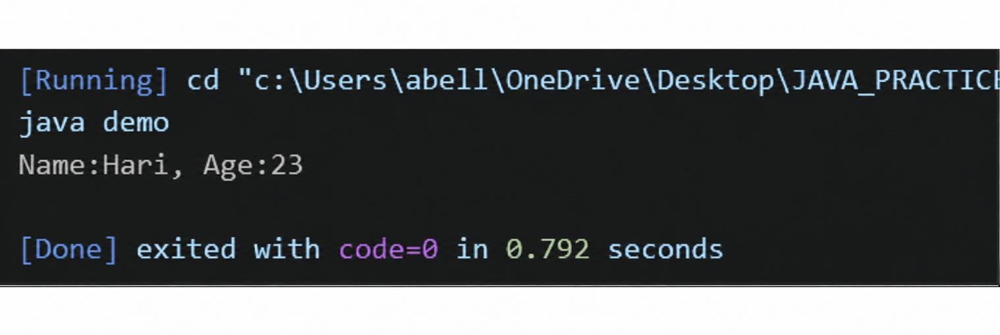 [Running] cd "c:\Users\abell\OneDrive\Desktop\JAVA_PRACTICE
java demo
Name:Hari, Age:23
[Done] exited with code=0 in 0.792 seconds